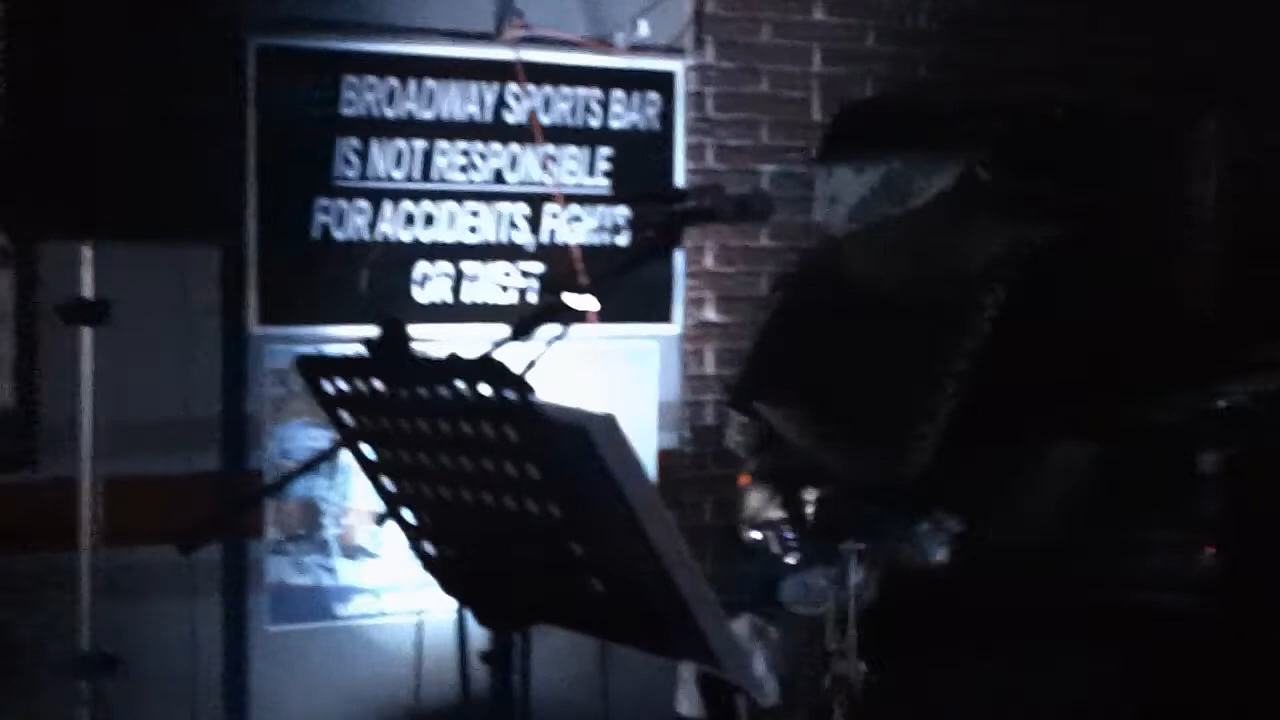 BROADWAY SPORTS BAR
IS NOT RESPONSIBLE
FOR ACCIDENTS, FIGHTS
OR THEFT